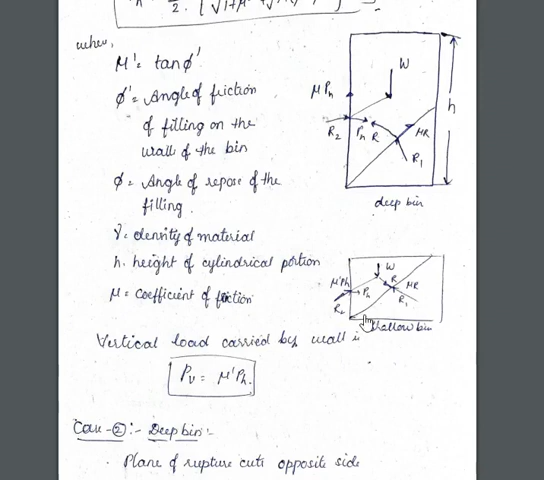 when,
μ' = tanφ'
φ' = Angle of friction
of filling on the
wall of the bin
φ = Angle of repose of the
filling.
γ = density of material
h = height of cylindrical portion
μ = coefficient of friction
W
μPh
R2
Ph
R
μR
R1
h
deep bin
W
μ'Ph
Ph
R
μR
R2
R1
shallow bin
Vertical load carried by wall is
Pv = μ'Ph.
Case-②:- Deep bin:-
Plane of rupture cuts opposite side